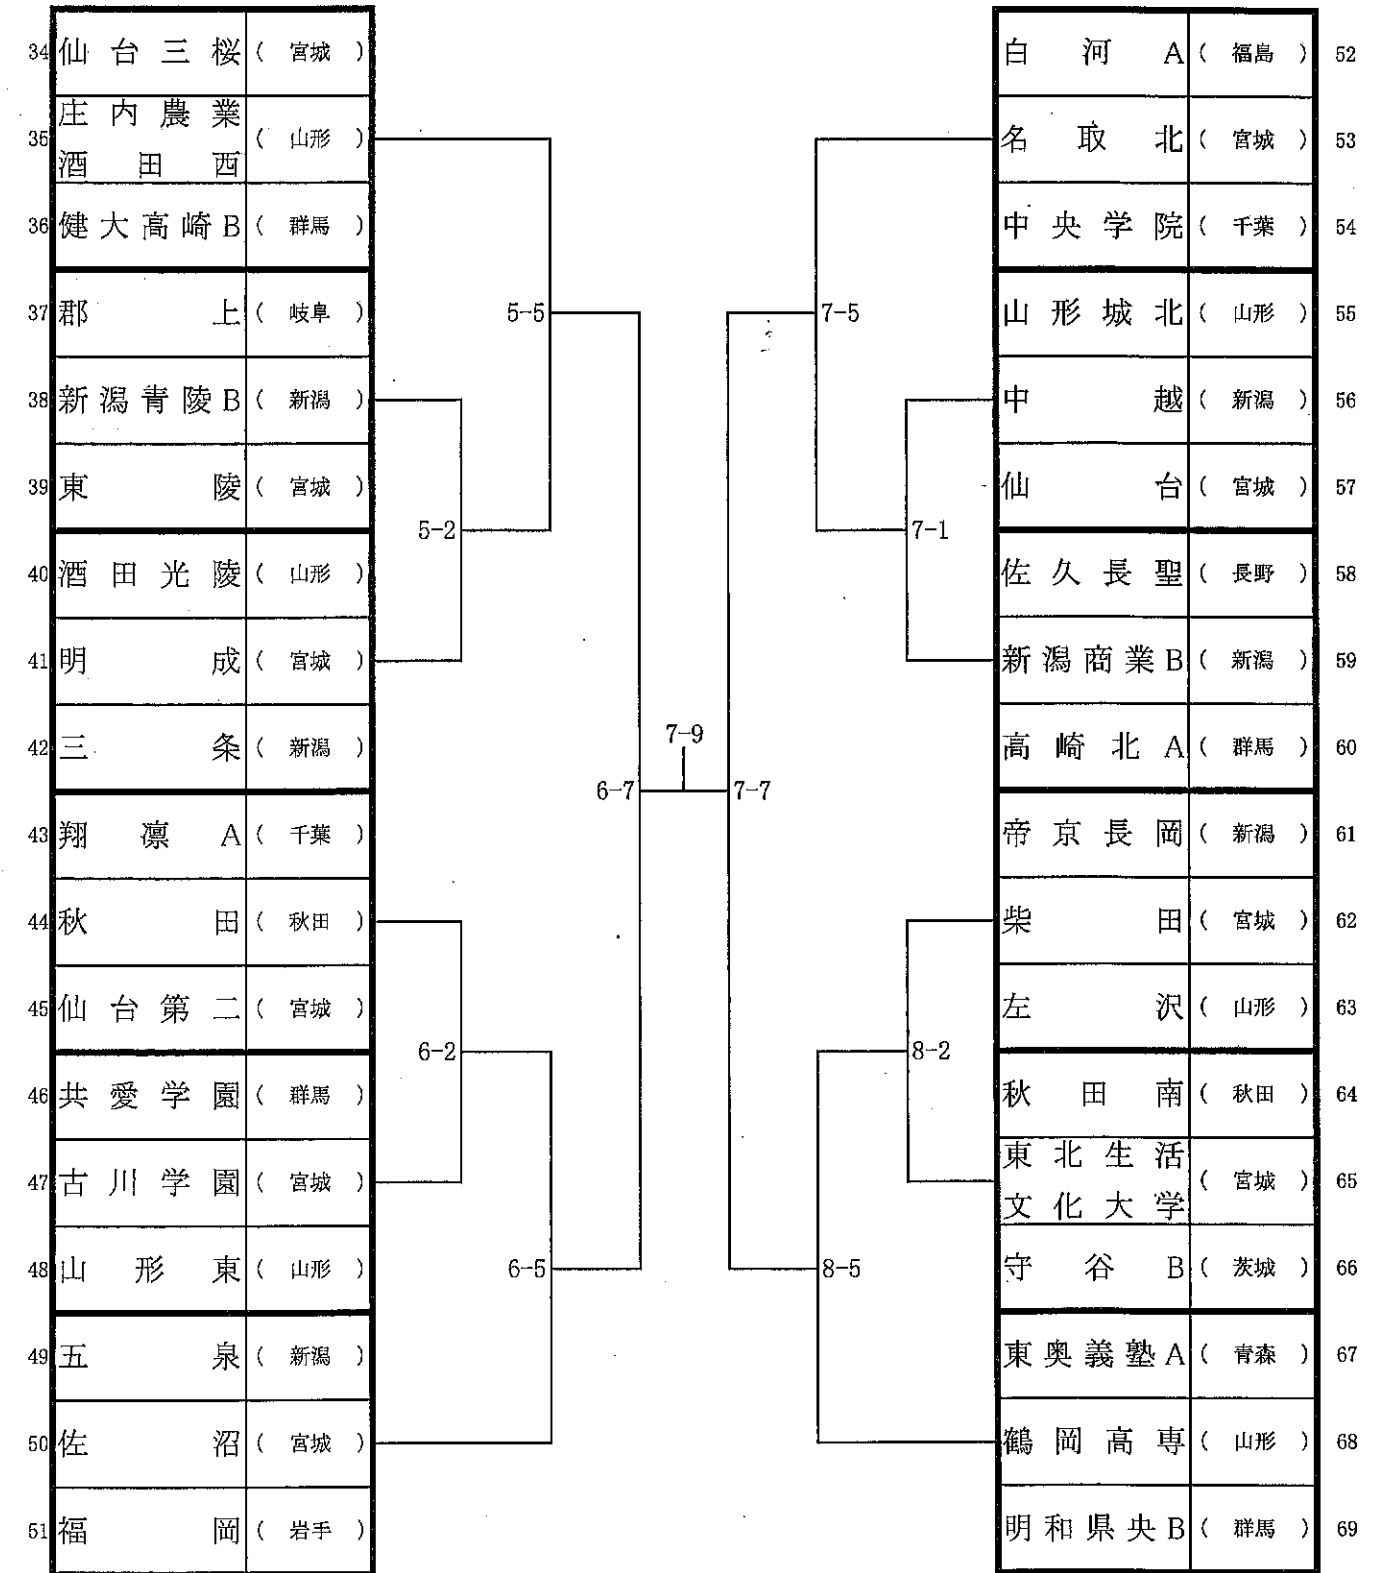 34 仙台三桜 ( 宮城 )
35 庄内農業
酒田西 ( 山形 )
36 健大高崎B ( 群馬 )
37 郡上 ( 岐阜 )
38 新潟青陵B ( 新潟 )
39 東陵 ( 宮城 )
40 酒田光陵 ( 山形 )
41 明成 ( 宮城 )
42 三条 ( 新潟 )
43 翔凛A ( 千葉 )
44 秋田 ( 秋田 )
45 仙台第二 ( 宮城 )
46 共愛学園 ( 群馬 )
47 古川学園 ( 宮城 )
48 山形東 ( 山形 )
49 五泉 ( 新潟 )
50 佐沼 ( 宮城 )
51 福岡 ( 岩手 )
5-5
5-2
6-7
6-2
6-5
7-9
7-5
7-1
7-7
8-2
8-5
白河A ( 福島 ) 52
名取北 ( 宮城 ) 53
中央学院 ( 千葉 ) 54
山形城北 ( 山形 ) 55
中越 ( 新潟 ) 56
仙台 ( 宮城 ) 57
佐久長聖 ( 長野 ) 58
新潟商業B ( 新潟 ) 59
高崎北A ( 群馬 ) 60
帝京長岡 ( 新潟 ) 61
柴田 ( 宮城 ) 62
左沢 ( 山形 ) 63
秋田南 ( 秋田 ) 64
東北生活
文化大学 ( 宮城 ) 65
守谷B ( 茨城 ) 66
東奥義塾A ( 青森 ) 67
鶴岡高専 ( 山形 ) 68
明和県央B ( 群馬 ) 69